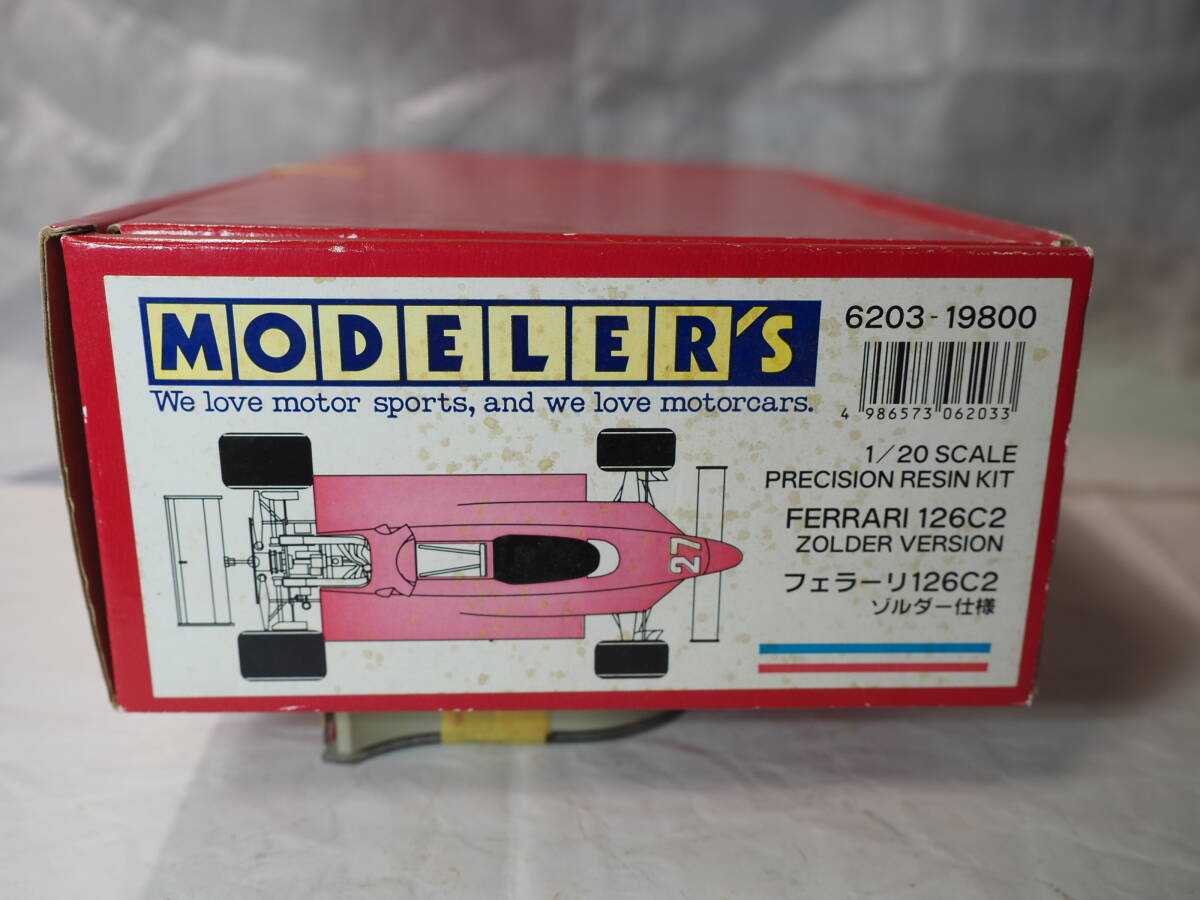 MODELER'S
We love motor sports, and we love motorcars.
6203-19800
4 986573 062033
1/20 SCALE
PRECISION RESIN KIT
FERRARI 126C2
ZOLDER VERSION
フェラーリ126C2
ゾルダー仕様
27